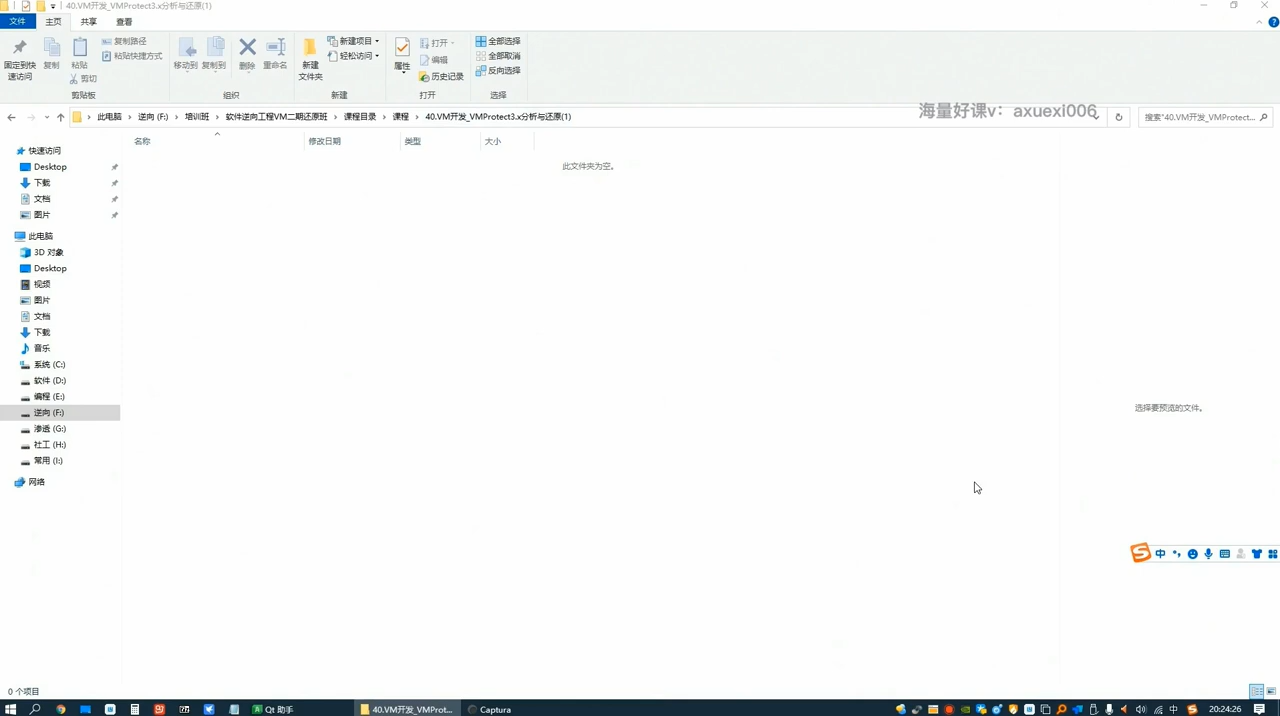 40.VM开发_VMProtect3.x分析与还原(1)
文件 主页 共享 查看
固定到快速访问
复制
粘贴
复制路径
粘贴快捷方式
剪切
剪贴板
移动到
复制到
删除
重命名
组织
新建文件夹
新建项目
轻松访问
新建
属性
打开
编辑
历史记录
打开
全部选择
全部取消
反向选择
选择
此电脑 > 逆向 (F:) > 培训班 > 软件逆向工程VM二期还原班 > 课程目录 > 课程 > 40.VM开发_VMProtect3.x分析与还原(1)
海量好课v：axuexi006
搜索"40.VM开发_VMProtect...
名称 修改日期 类型 大小
此文件夹为空。
快速访问
Desktop
下载
文档
图片
此电脑
3D 对象
Desktop
视频
图片
文档
下载
音乐
系统 (C:)
软件 (D:)
编程 (E:)
逆向 (F:)
渗透 (G:)
社工 (H:)
常用 (I:)
网络
选择要预览的文件。
中
0 个项目
Qt 助手
40.VM开发_VMProt...
Captura
中
20:24:26